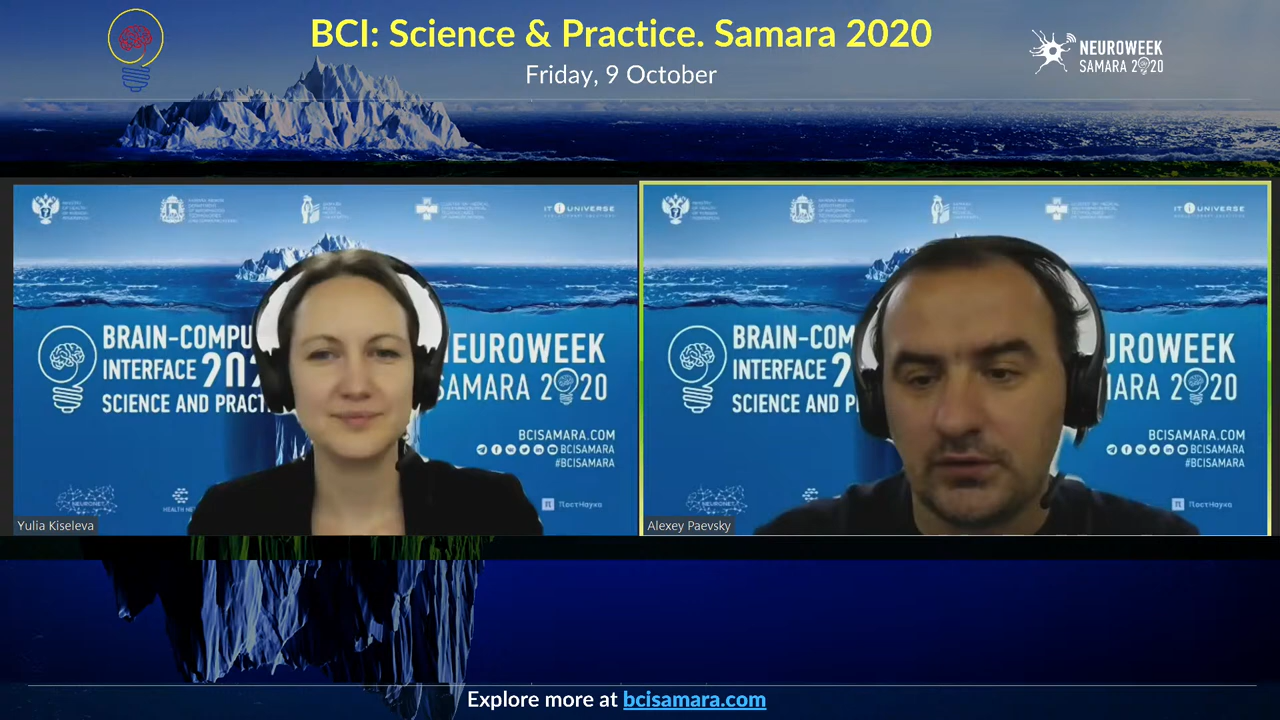 BCI: Science & Practice. Samara 2020
Friday, 9 October
NEUROWEEK
SAMARA 2020
IT UNIVERSE
BRAIN-COMPU
INTERFACE 202
SCIENCE AND PRACT
NEUROWEEK
SAMARA 2020
BCISAMARA.COM
BCISAMARA
#BCISAMARA
ПостНаука
Yulia Kiseleva
IT UNIVERSE
BRAIN-COM
INTERFACE 2
SCIENCE AND P
UROWEEK
MARA 2020
BCISAMARA.COM
BCISAMARA
#BCISAMARA
ПостНаука
Alexey Paevsky
Explore more at bcisamara.com